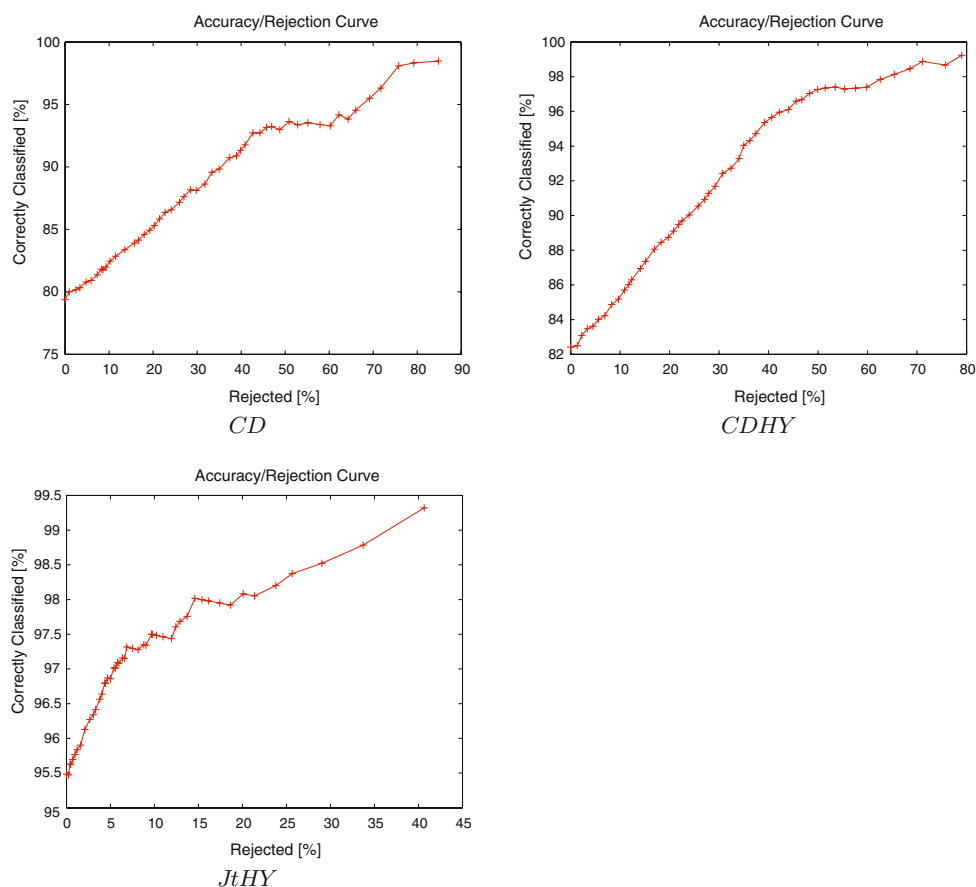 Accuracy/Rejection Curve
100
95
90
85
80
75
Correctly Classified [%]
0 10 20 30 40 50 60 70 80 90
Rejected [%]
CD
Accuracy/Rejection Curve
100
98
96
94
92
90
88
86
84
82
Correctly Classified [%]
0 10 20 30 40 50 60 70 80
Rejected [%]
CDHY
Accuracy/Rejection Curve
99.5
99
98.5
98
97.5
97
96.5
96
95.5
95
Correctly Classified [%]
0 5 10 15 20 25 30 35 40 45
Rejected [%]
JtHY